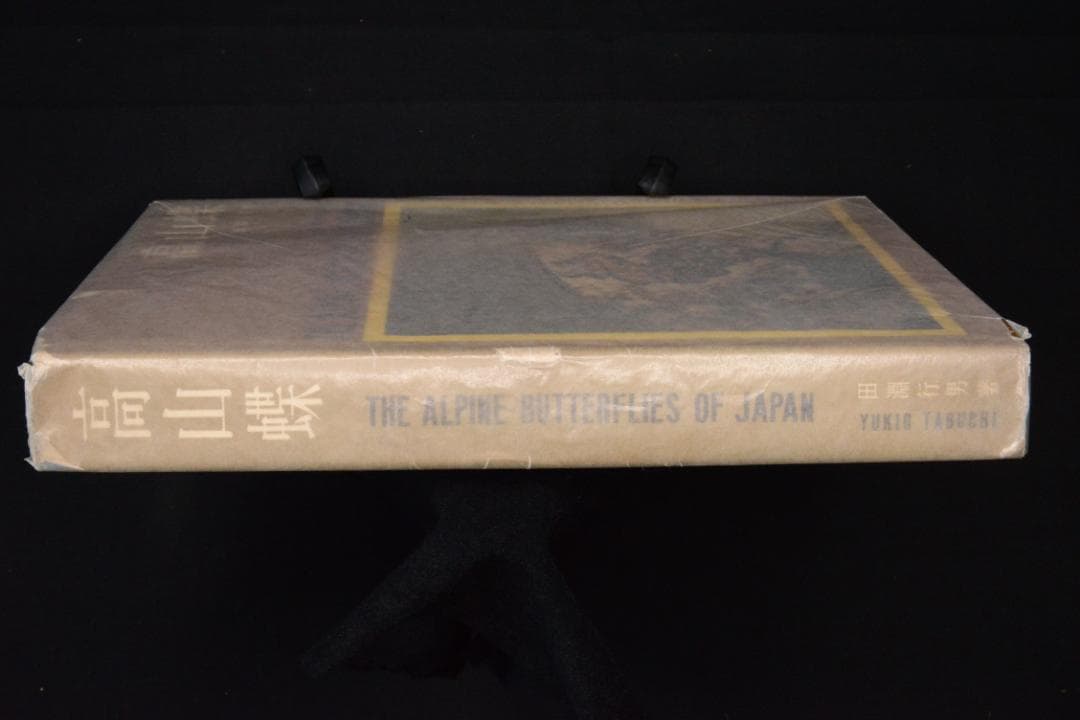 高山蝶
THE ALPINE BUTTERFLIES OF JAPAN
田淵行男 著
YUKIO TABUCHI